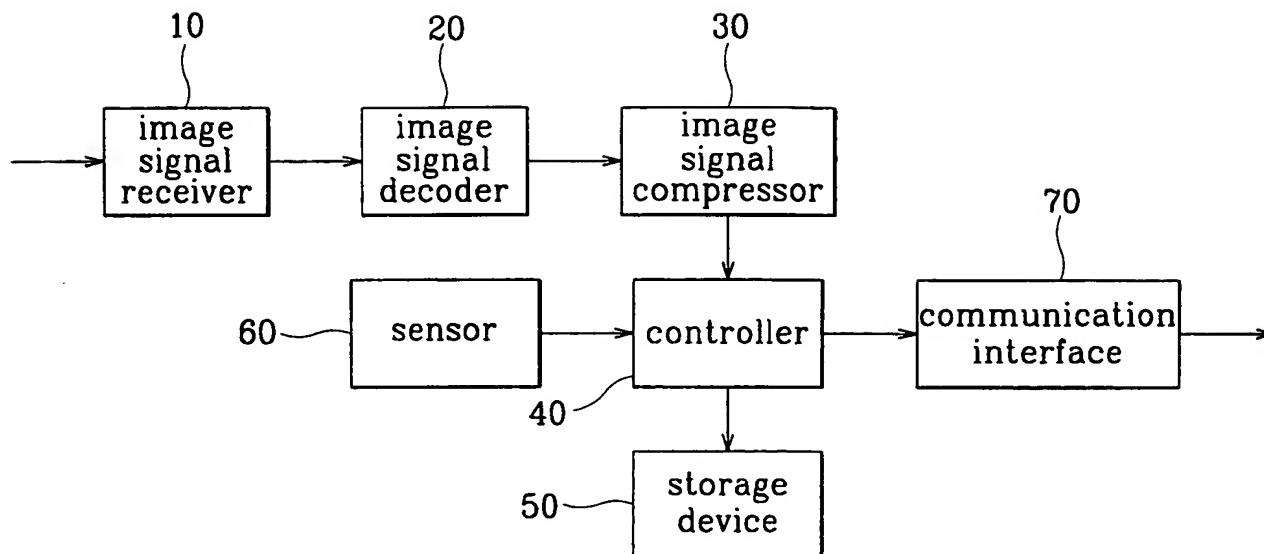 10
20
30
image
signal
receiver
image
signal
decoder
image
signal
compressor
70
60
sensor
controller
communication
interface
40
50
storage
device